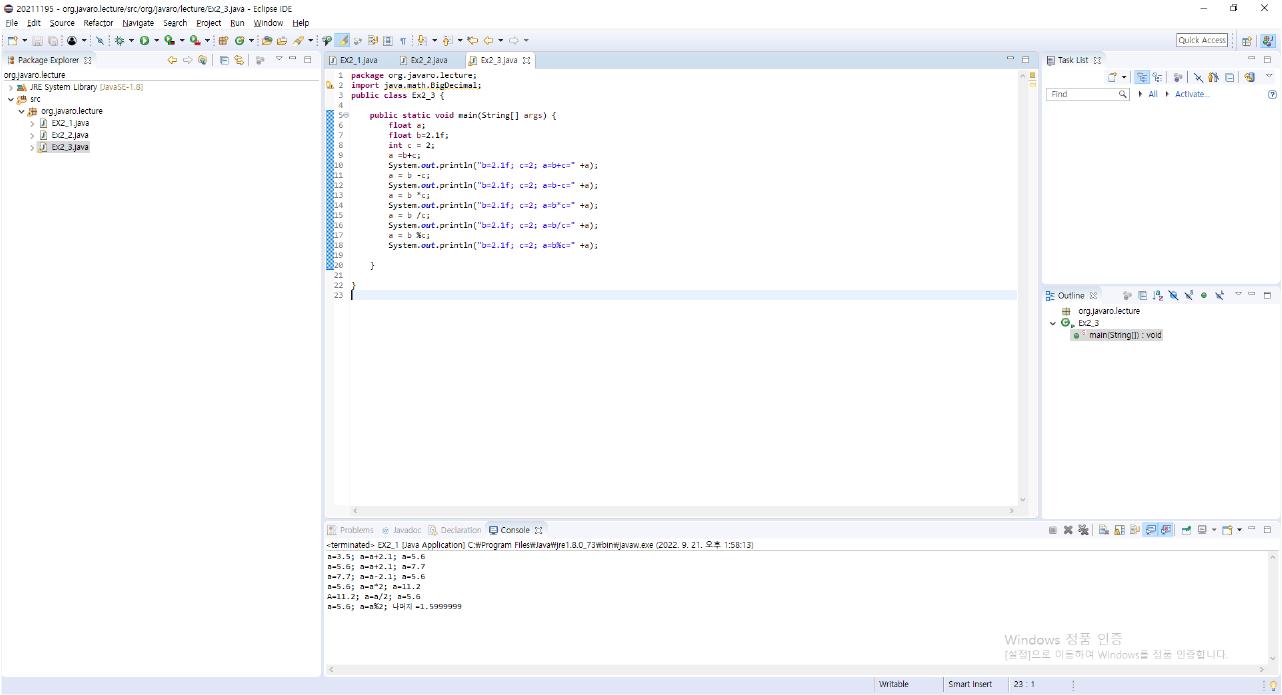 20211195 - org.javaro.lecture/src/org/javaro/lecture/Ex2_3.java - Eclipse IDE
File Edit Source Refactor Navigate Search Project Run Window Help
Quick Access
Package Explorer
org.javaro.lecture
JRE System Library [JavaSE-1.8]
src
org.javaro.lecture
EX2_1.java
Ex2_2.java
Ex2_3.java
EX2_1.java Ex2_2.java Ex2_3.java
1 package org.javaro.lecture;
2 import java.math.BigDecimal;
3 public class Ex2_3 {
4
5 public static void main(String[] args) {
6 float a;
7 float b=2.1f;
8 int c = 2;
9 a =b+c;
10 System.out.println("b=2.1f; c=2; a=b+c=" +a);
11 a = b -c;
12 System.out.println("b=2.1f; c=2; a=b-c=" +a);
13 a = b *c;
14 System.out.println("b=2.1f; c=2; a=b*c=" +a);
15 a = b /c;
16 System.out.println("b=2.1f; c=2; a=b/c=" +a);
17 a = b %c;
18 System.out.println("b=2.1f; c=2; a=b%c=" +a);
19
20 }
21
22 }
23
Task List
Find All Activate...
Outline
org.javaro.lecture
Ex2_3
main(String[]) : void
Problems Javadoc Declaration Console
<terminated> EX2_1 [Java Application] C:₩Program Files₩Java₩jre1.8.0_73₩bin₩javaw.exe (2022. 9. 21. 오후 1:58:13)
a=3.5; a=a+2.1; a=5.6
a=5.6; a=a+2.1; a=7.7
a=7.7; a=a-2.1; a=5.6
a=5.6; a=a*2; a=11.2
A=11.2; a=a/2; a=5.6
a=5.6; a=a%2; 나머지 =1.5999999
Windows 정품 인증
[설정]으로 이동하여 Windows를 정품 인증합니다.
Writable Smart Insert 23 : 1